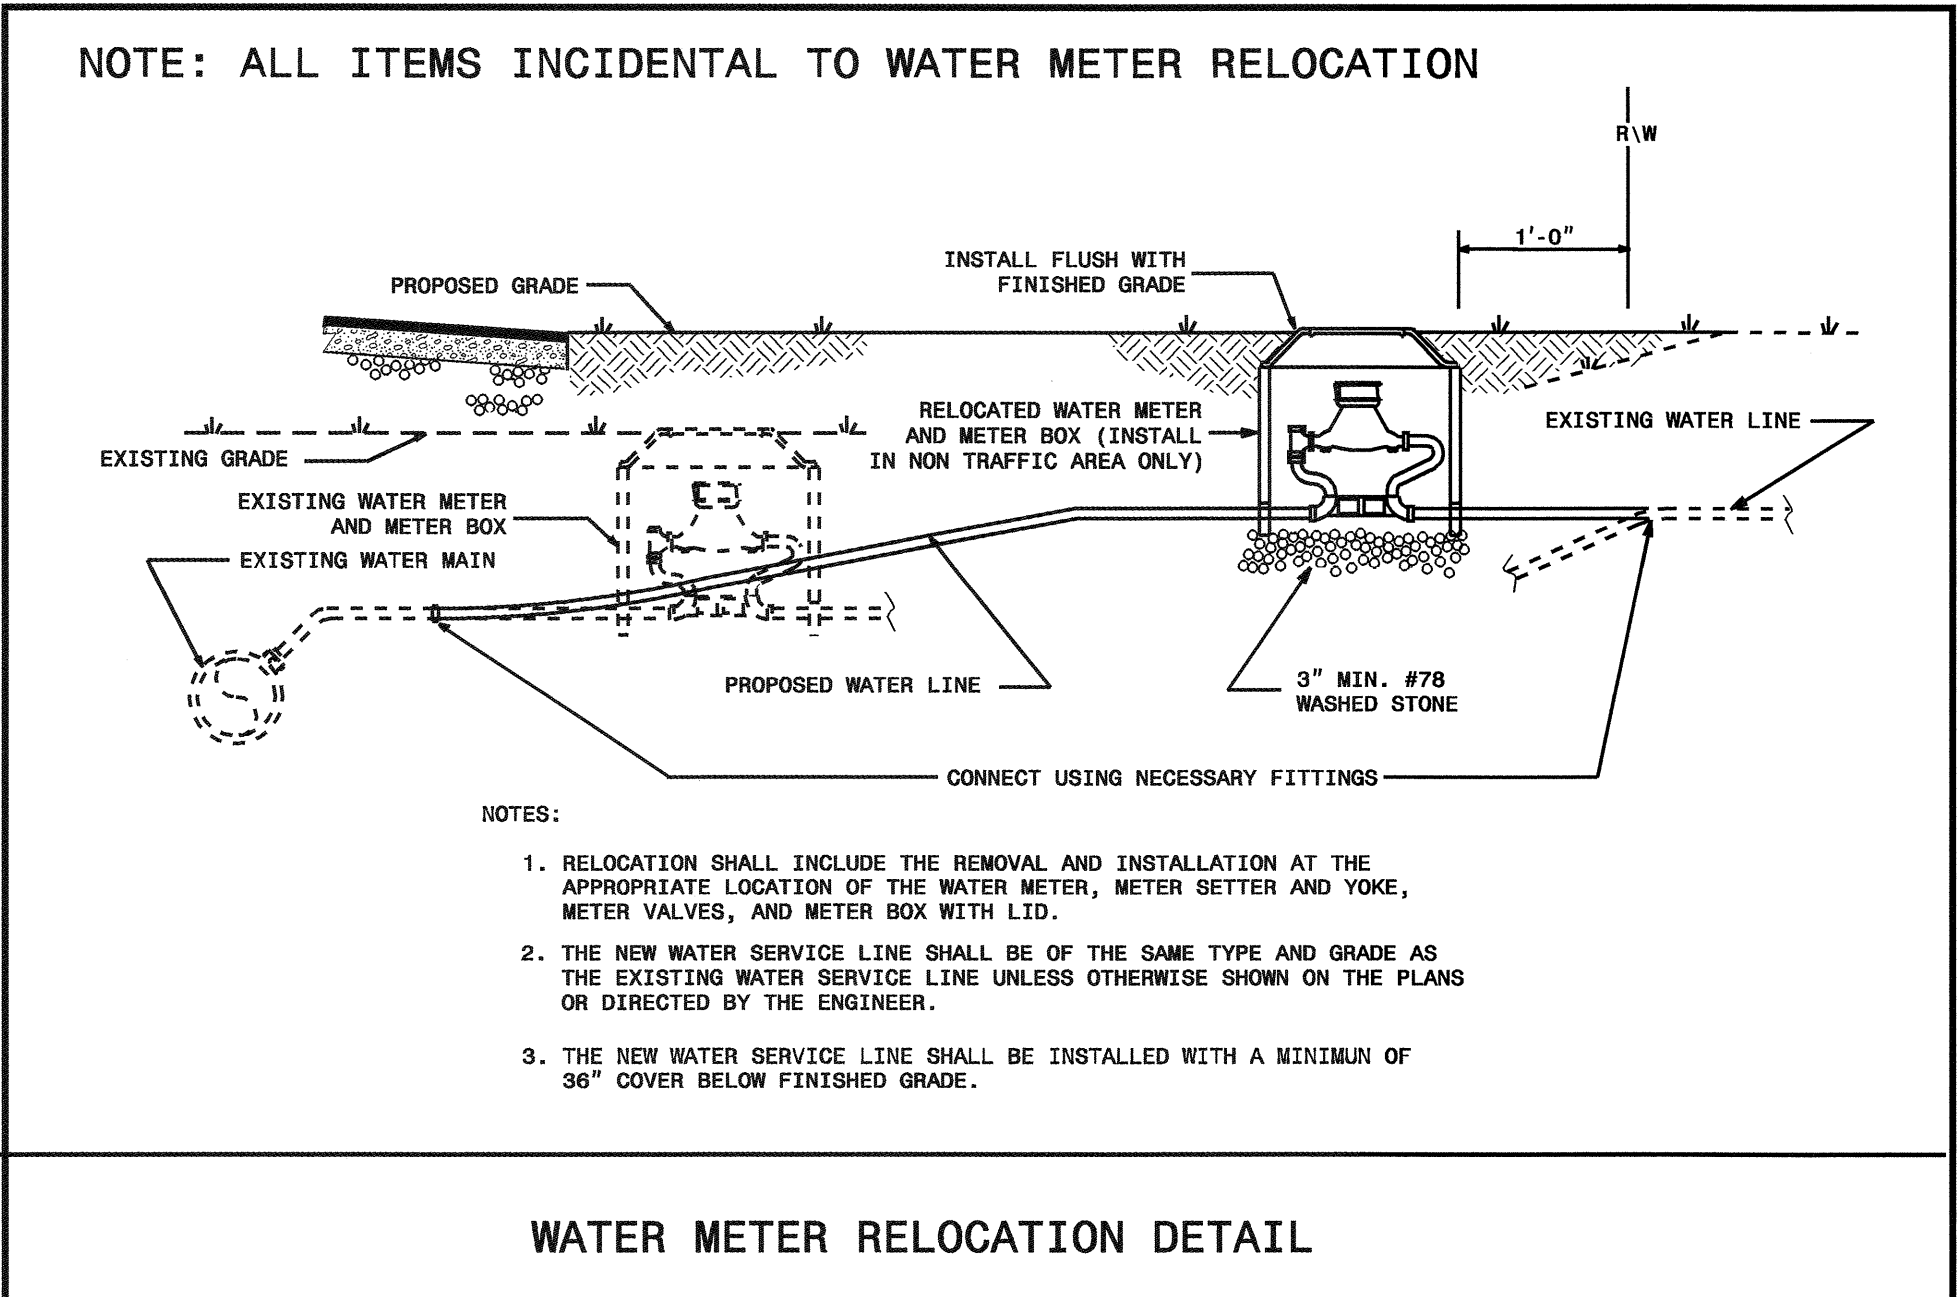 NOTE: ALL ITEMS INCIDENTAL TO WATER METER RELOCATION
R\W
1'-0"
INSTALL FLUSH WITH
FINISHED GRADE
PROPOSED GRADE
RELOCATED WATER METER
AND METER BOX (INSTALL
IN NON TRAFFIC AREA ONLY)
EXISTING WATER LINE
EXISTING GRADE
EXISTING WATER METER
AND METER BOX
EXISTING WATER MAIN
PROPOSED WATER LINE
3" MIN. #78
WASHED STONE
CONNECT USING NECESSARY FITTINGS
NOTES:
1. RELOCATION SHALL INCLUDE THE REMOVAL AND INSTALLATION AT THE
APPROPRIATE LOCATION OF THE WATER METER, METER SETTER AND YOKE,
METER VALVES, AND METER BOX WITH LID.
2. THE NEW WATER SERVICE LINE SHALL BE OF THE SAME TYPE AND GRADE AS
THE EXISTING WATER SERVICE LINE UNLESS OTHERWISE SHOWN ON THE PLANS
OR DIRECTED BY THE ENGINEER.
3. THE NEW WATER SERVICE LINE SHALL BE INSTALLED WITH A MINIMUN OF
36" COVER BELOW FINISHED GRADE.
WATER METER RELOCATION DETAIL